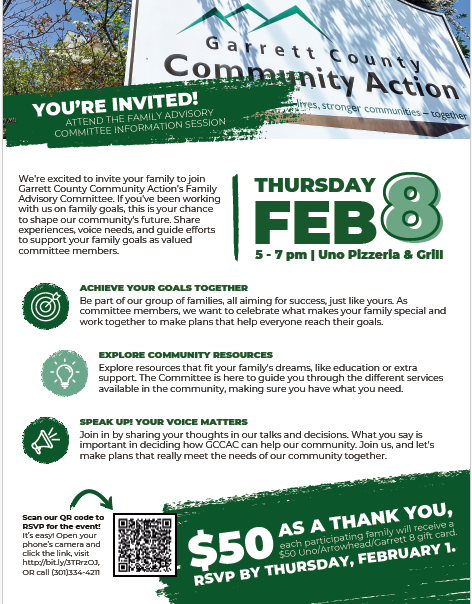 Garrett County
Community Action
lives, stronger communities – together
YOU'RE INVITED!
ATTEND THE FAMILY ADVISORY
COMMITTEE INFORMATION SESSION
We're excited to invite your family to join
Garrett County Community Action's Family
Advisory Committee. If you've been working
with us on family goals, this is your chance
to shape our community's future. Share
experiences, voice needs, and guide efforts
to support your family goals as valued
committee members.
THURSDAY
FEB 8
5 - 7 pm | Uno Pizzeria & Grill
ACHIEVE YOUR GOALS TOGETHER
Be part of our group of families, all aiming for success, just like yours. As
committee members, we want to celebrate what makes your family special and
work together to make plans that help everyone reach their goals.
EXPLORE COMMUNITY RESOURCES
Explore resources that fit your family's dreams, like education or extra
support. The Committee is here to guide you through the different services
available in the community, making sure you have what you need.
SPEAK UP! YOUR VOICE MATTERS
Join in by sharing your thoughts in our talks and decisions. What you say is
important in deciding how GCCAC can help our community. Join us, and let's
make plans that really meet the needs of our community together.
Scan our QR code to
RSVP for the event!
It's easy! Open your
phone's camera and
click the link, visit
http://bit.ly/3TRrzOJ,
OR call (301)334-4211
$50
AS A THANK YOU,
each participating family will receive a
$50 Uno/Arrowhead/Garrett 8 gift card.
RSVP BY THURSDAY, FEBRUARY 1.